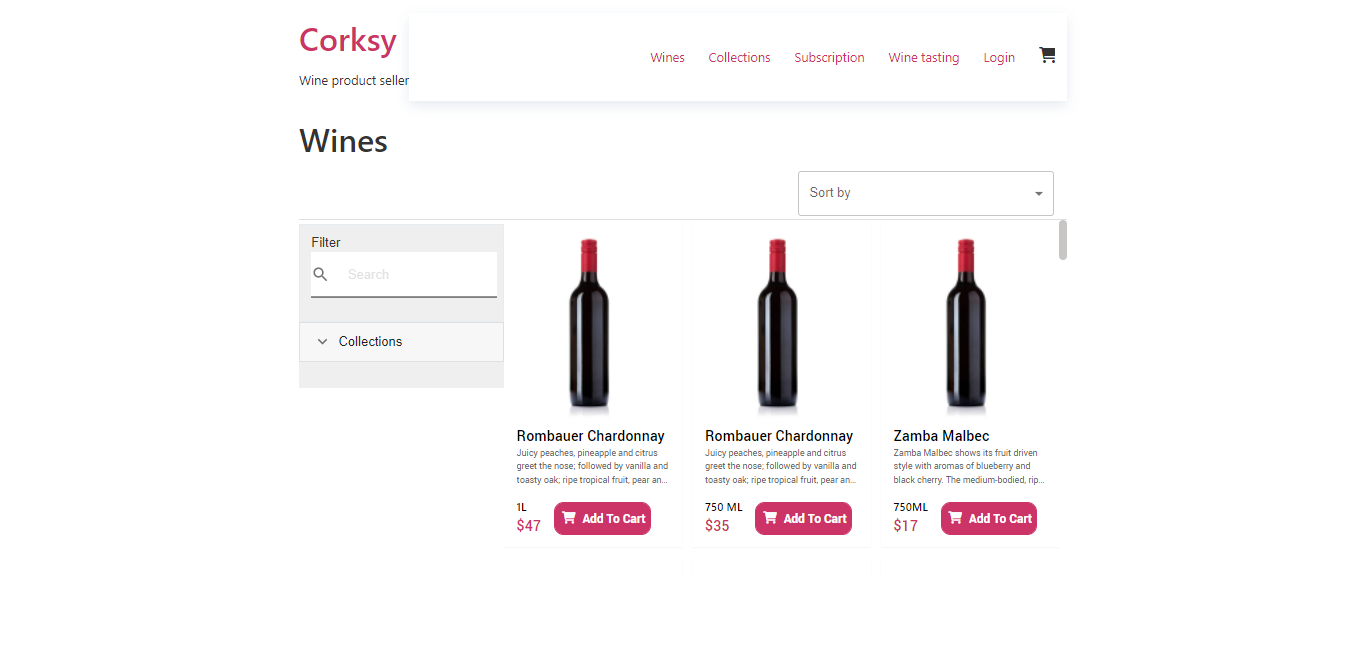 Corksy
Wine product seller
Wines Collections Subscription Wine tasting Login
Wines
Sort by
Filter
Search
Collections
Rombauer Chardonnay
Juicy peaches, pineapple and citrus
greet the nose; followed by vanilla and
toasty oak; ripe tropical fruit, pear an...
1L
$47
Add To Cart
Rombauer Chardonnay
Juicy peaches, pineapple and citrus
greet the nose; followed by vanilla and
toasty oak; ripe tropical fruit, pear an...
750 ML
$35
Add To Cart
Zamba Malbec
Zamba Malbec shows its fruit driven
style with aromas of blueberry and
black cherry. The medium-bodied, rip...
750ML
$17
Add To Cart